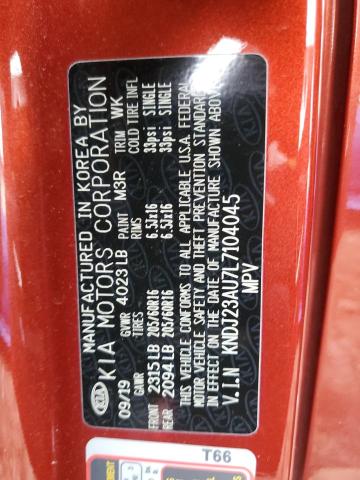 MANUFACTURED IN KOREA BY
KIA MOTORS CORPORATION
KIA
09/19 GVWR 4023 LB PAINT M3R TRIM WK
GAWR TIRES RIMS COLD TIRE INFL
FRONT 2315 LB 205/60R16 6.5Jx16 33psi SINGLE
REAR 2094 LB 205/60R16 6.5Jx16 33psi SINGLE
THIS VEHICLE CONFORMS TO ALL APPLICABLE U.S.A. FEDERAL
MOTOR VEHICLE SAFETY AND THEFT PREVENTION STANDARDS
IN EFFECT ON THE DATE OF MANUFACTURE SHOWN ABOVE
V.I.N KNDJ23AU7L7104045
MPV
T66